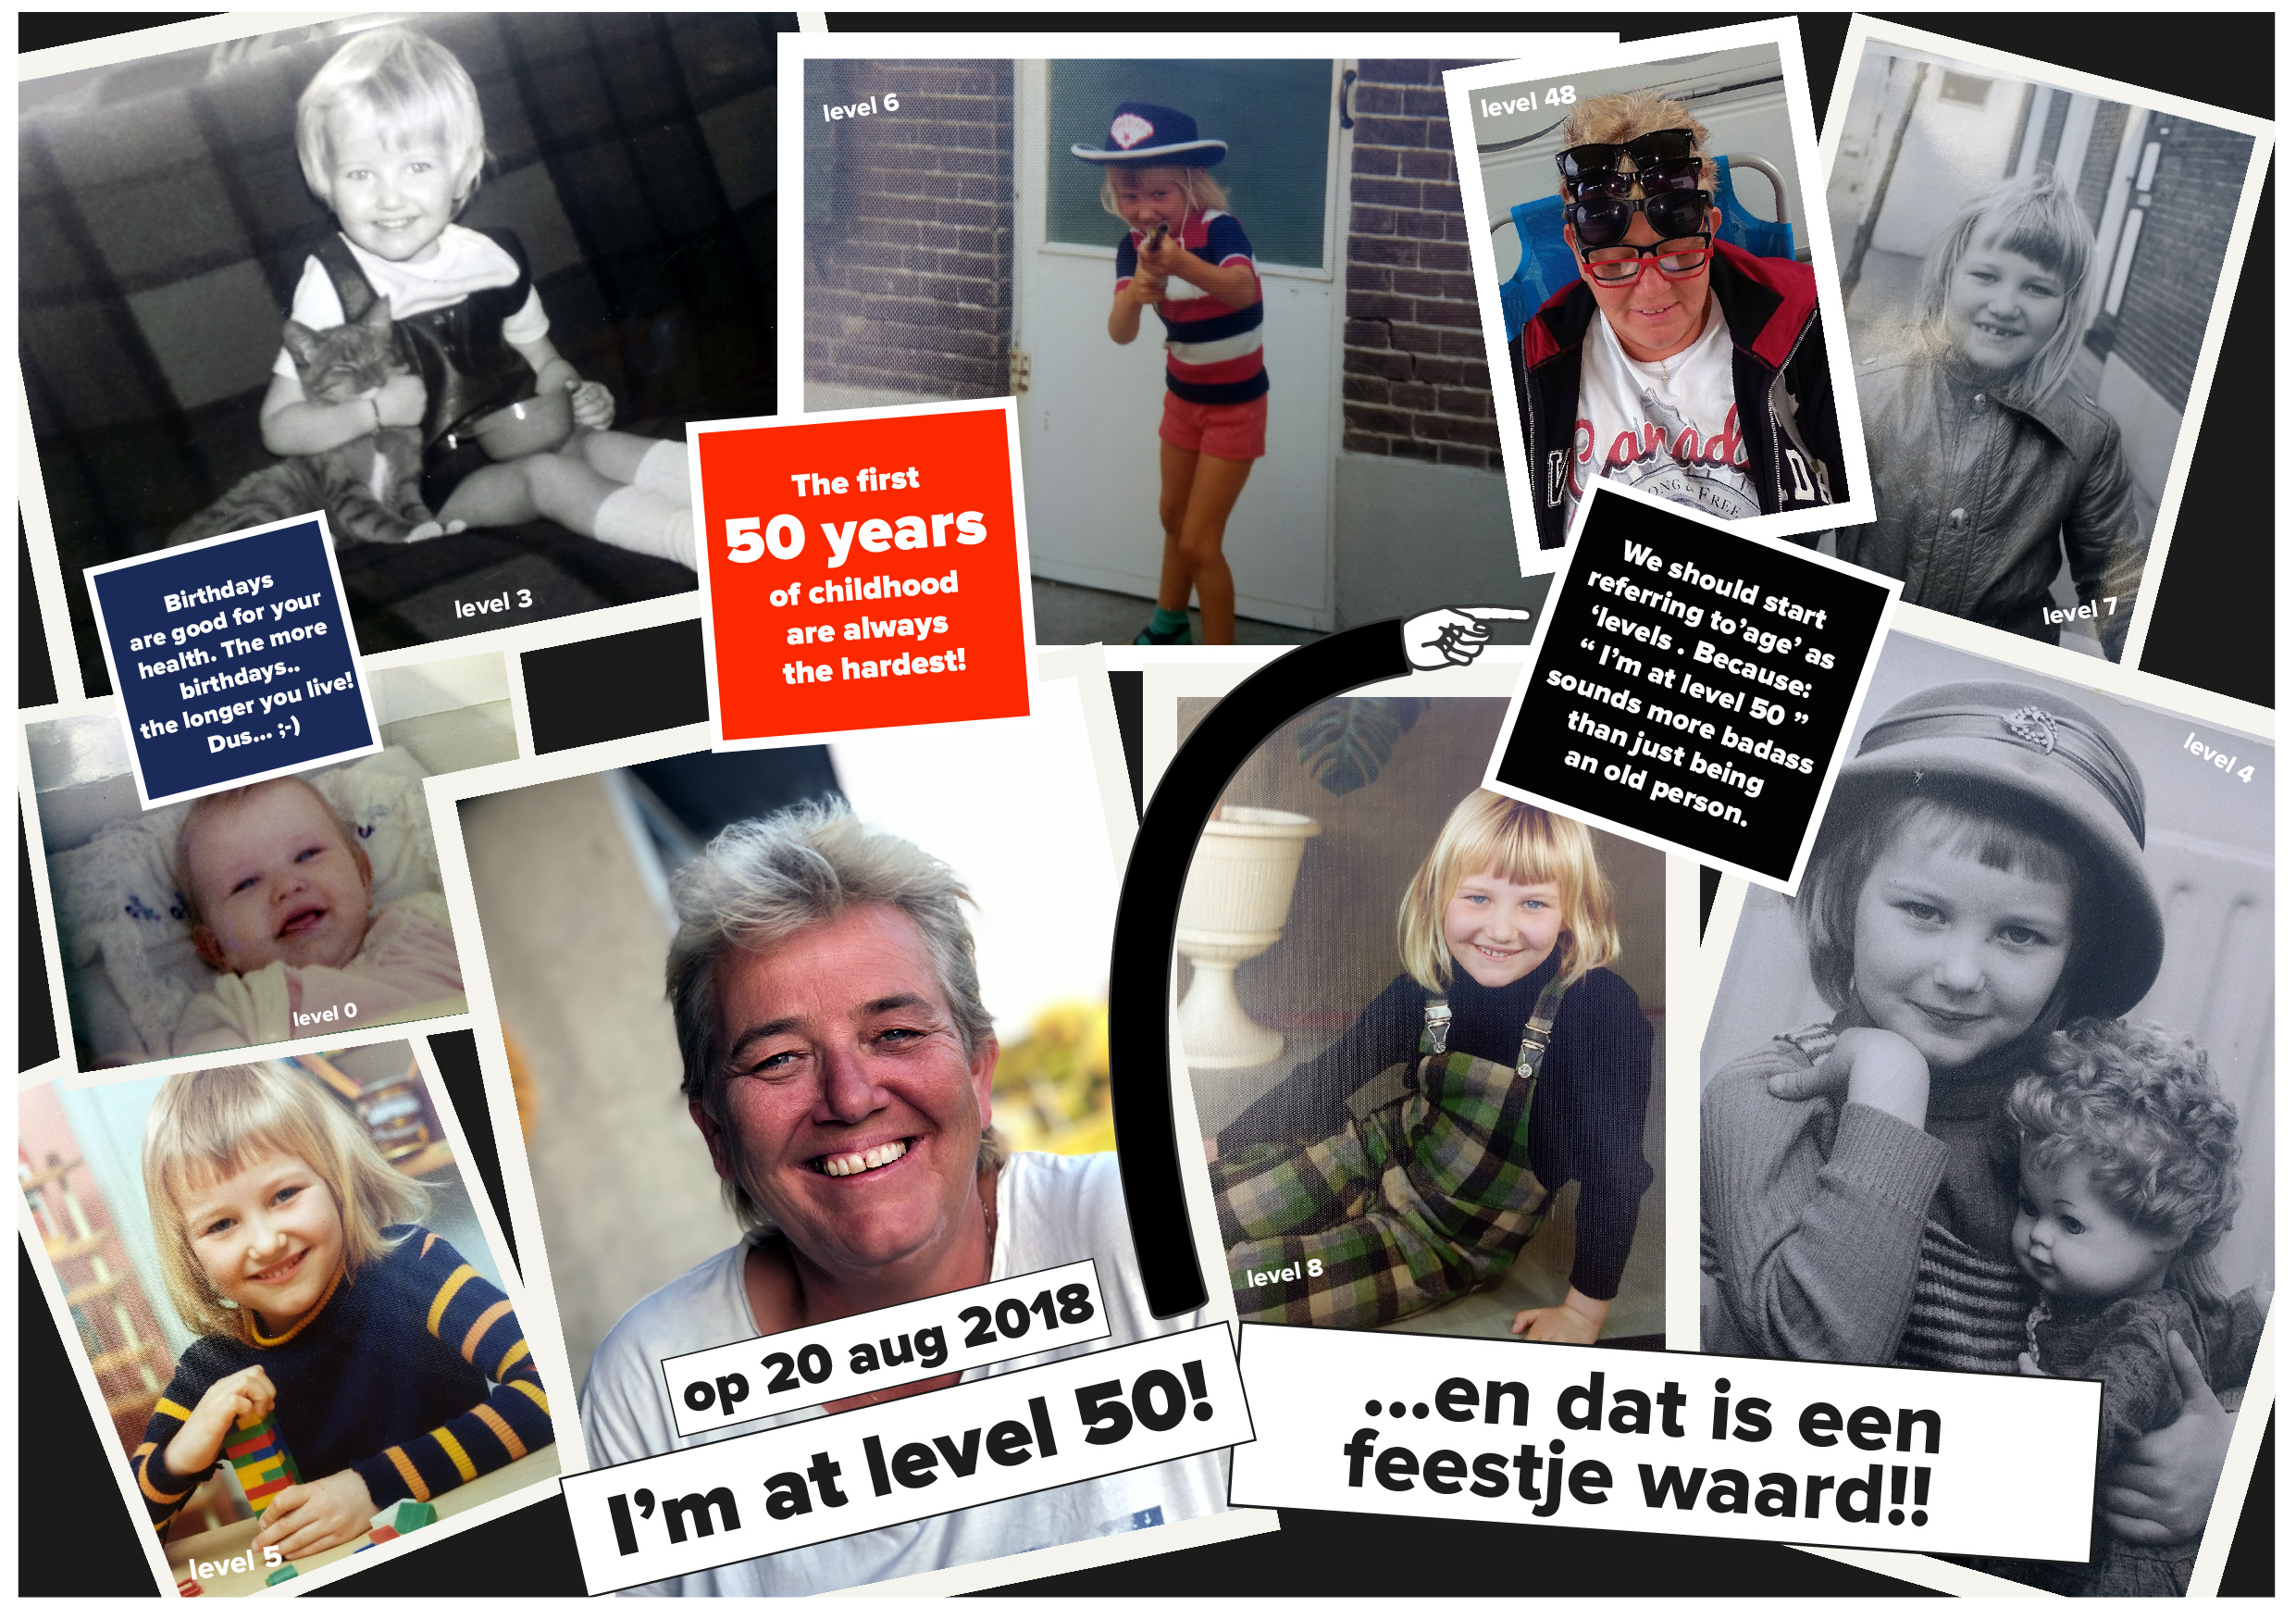 level 3
level 6
level 48
Canad
ONG & FREE
level 7
The first
50 years
of childhood
are always
the hardest!
Birthdays
are good for your
health. The more
birthdays..
the longer you live!
Dus... ;-)
We should start
referring to’age’ as
‘levels . Because:
“ I’m at level 50 ”
sounds more badass
than just being
an old person.
level 4
level 0
level 8
level 5
op 20 aug 2018
I’m at level 50!
...en dat is een
feestje waard!!